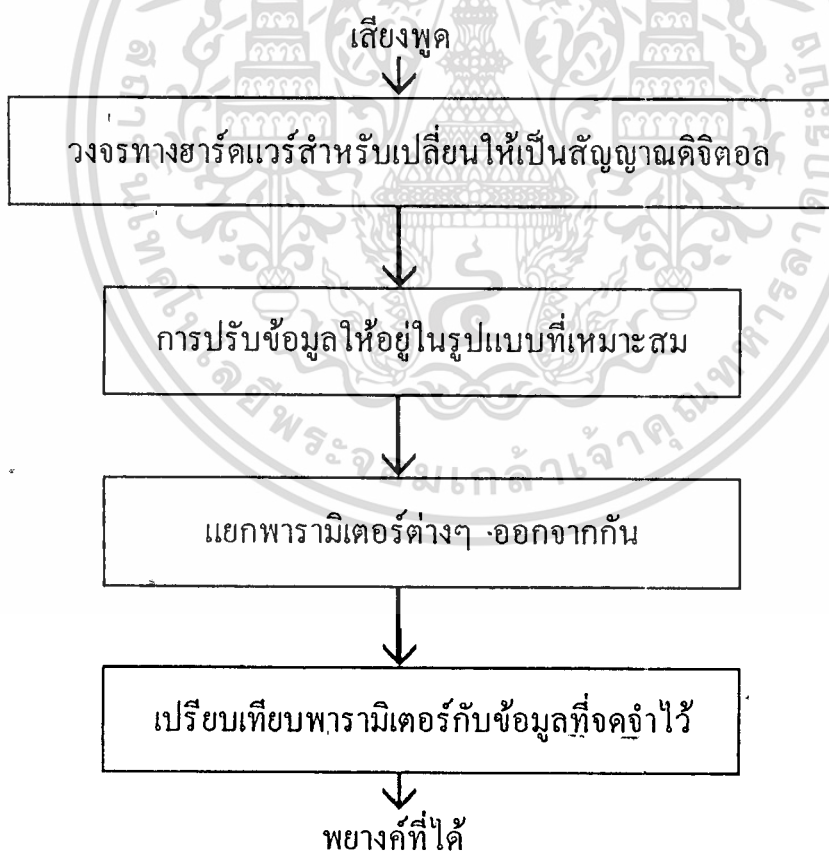 เสียงพูด
วงจรทางฮาร์ดแวร์สำหรับเปลี่ยนให้เป็นสัญญาณดิจิตอล
การปรับข้อมูลให้อยู่ในรูปแบบที่เหมาะสม
แยกพารามิเตอร์ต่างๆ ออกจากกัน
เปรียบเทียบพารามิเตอร์กับข้อมูลที่จดจำไว้
พยางค์ที่ได้